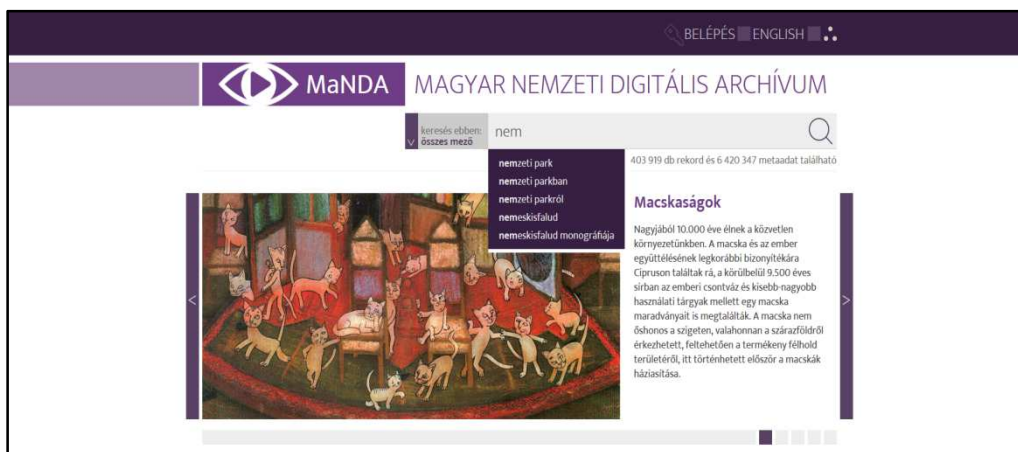 BELÉPÉS ENGLISH
MaNDA MAGYAR NEMZETI DIGITÁLIS ARCHÍVUM
keresés ebben:
összes mező
nem
nemzeti park
nemzeti parkban
nemzeti parkról
nemeskisfalud
nemeskisfalud monográfiája
403 919 db rekord és 6 420 347 metaadat található
Macskaságok
Nagyjából 10.000 éve élnek a közvetlen
környezetünkben. A macska és az ember
együttélésének legkorábbi bizonyítékára
Cipruson találtak rá, a körülbelül 9.500 éves
sírban az emberi csontváz és kisebb-nagyobb
használati tárgyak mellett egy macska
maradványait is megtalálták. A macska nem
őshonos a szigeten, valahonnan a szárazföldről
érkezhetett, feltehetően a termékeny félhold
területéről, itt történhetett először a macskák
háziasítása.